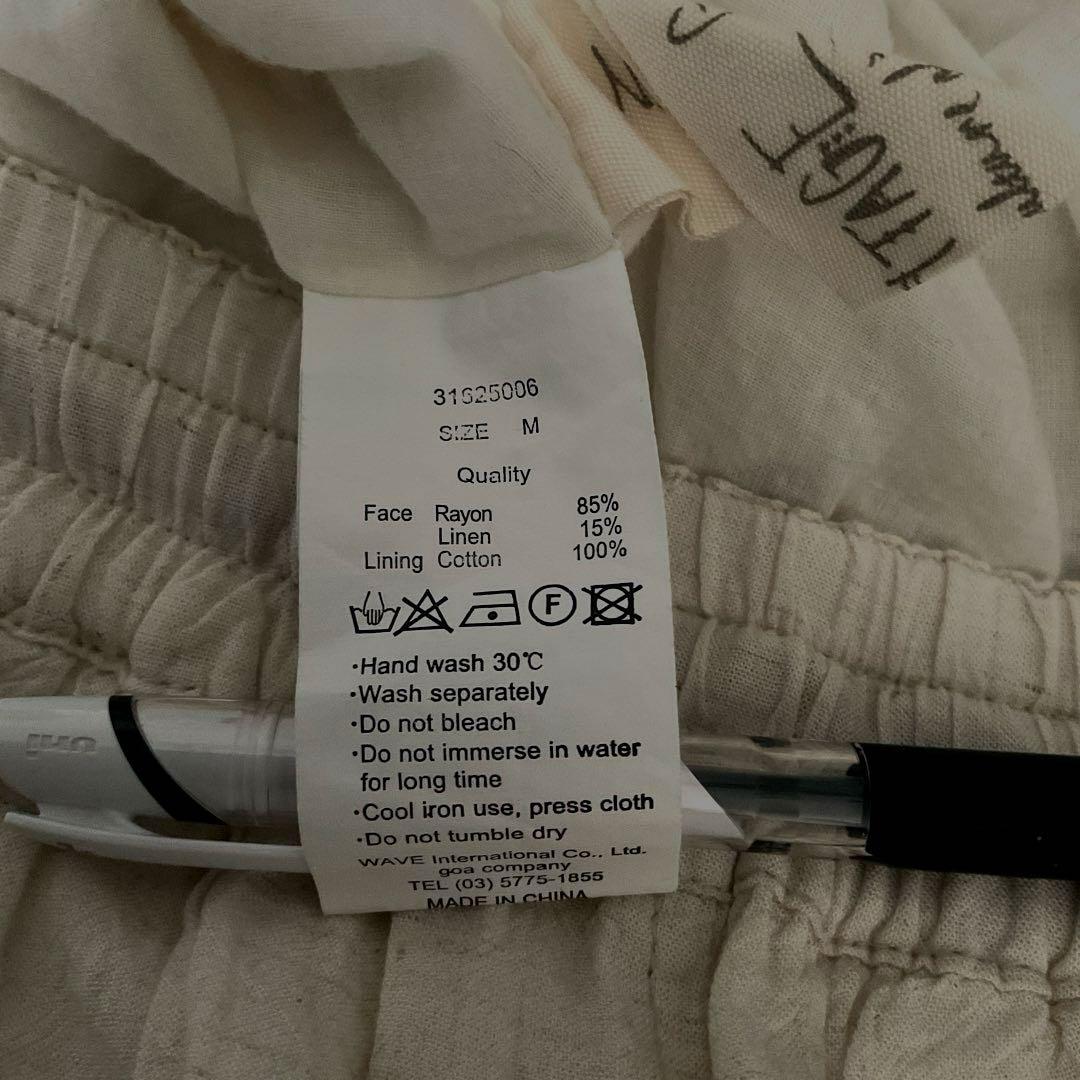 31S25006
SIZE M
Quality
Face Rayon 85%
Linen 15%
Lining Cotton 100%
F
·Hand wash 30℃
·Wash separately
·Do not bleach
·Do not immerse in water
for long time
·Cool iron use, press cloth
·Do not tumble dry
WAVE International Co., Ltd.
goa company
TEL (03) 5775-1855
MADE IN CHINA
uni